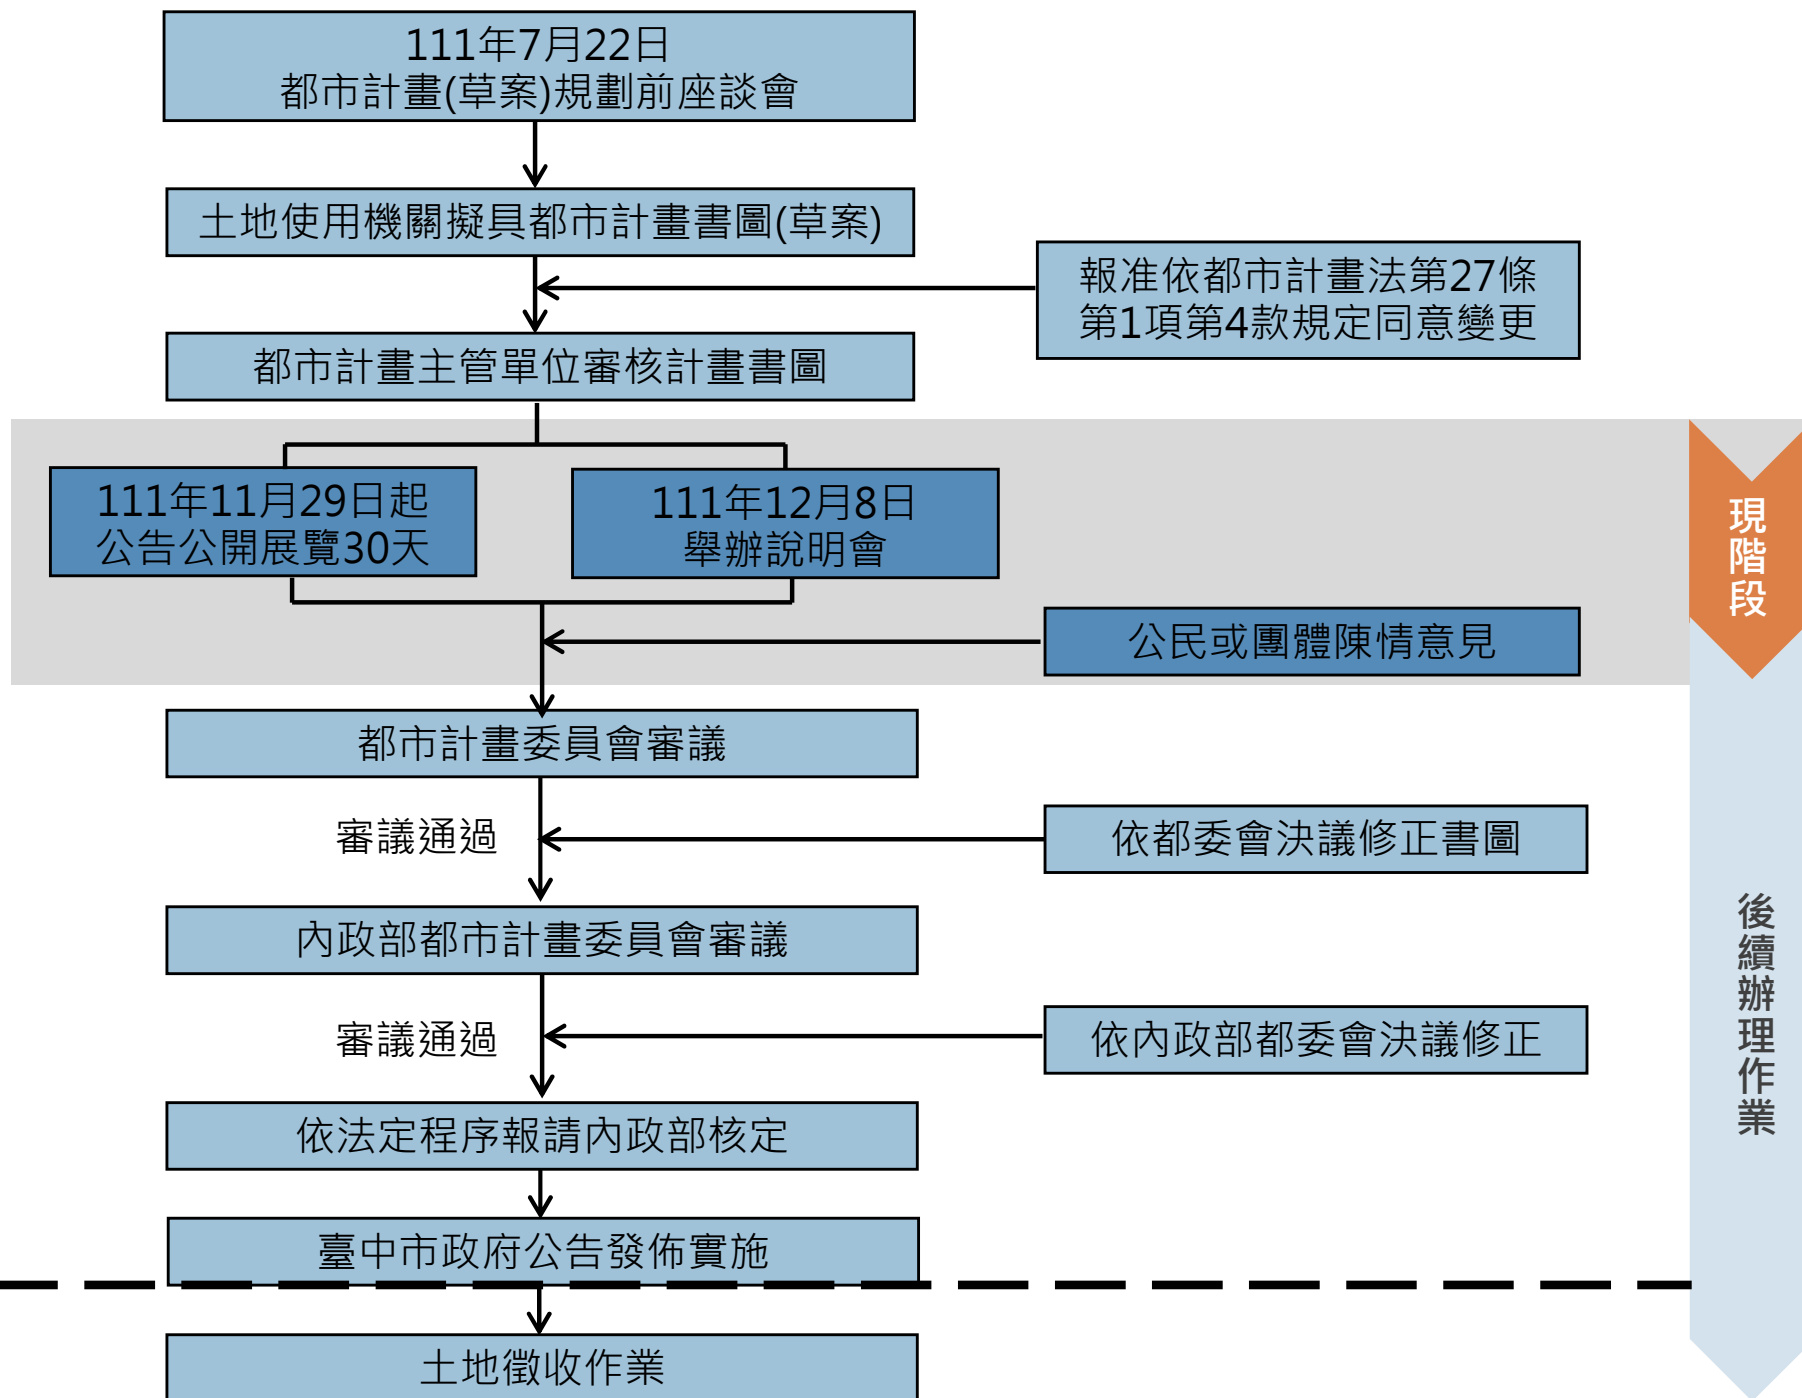 111年7月22日
都市計畫(草案)規劃前座談會
土地使用機關擬具都市計畫書圖(草案)
報准依都市計畫法第27條
第1項第4款規定同意變更
都市計畫主管單位審核計畫書圖
111年11月29日起
公告公開展覽30天
111年12月8日
舉辦說明會
現階段
公民或團體陳情意見
都市計畫委員會審議
審議通過
依都委會決議修正書圖
內政部都市計畫委員會審議
審議通過
依內政部都委會決議修正
後續辦理作業
依法定程序報請內政部核定
臺中市政府公告發佈實施
土地徵收作業